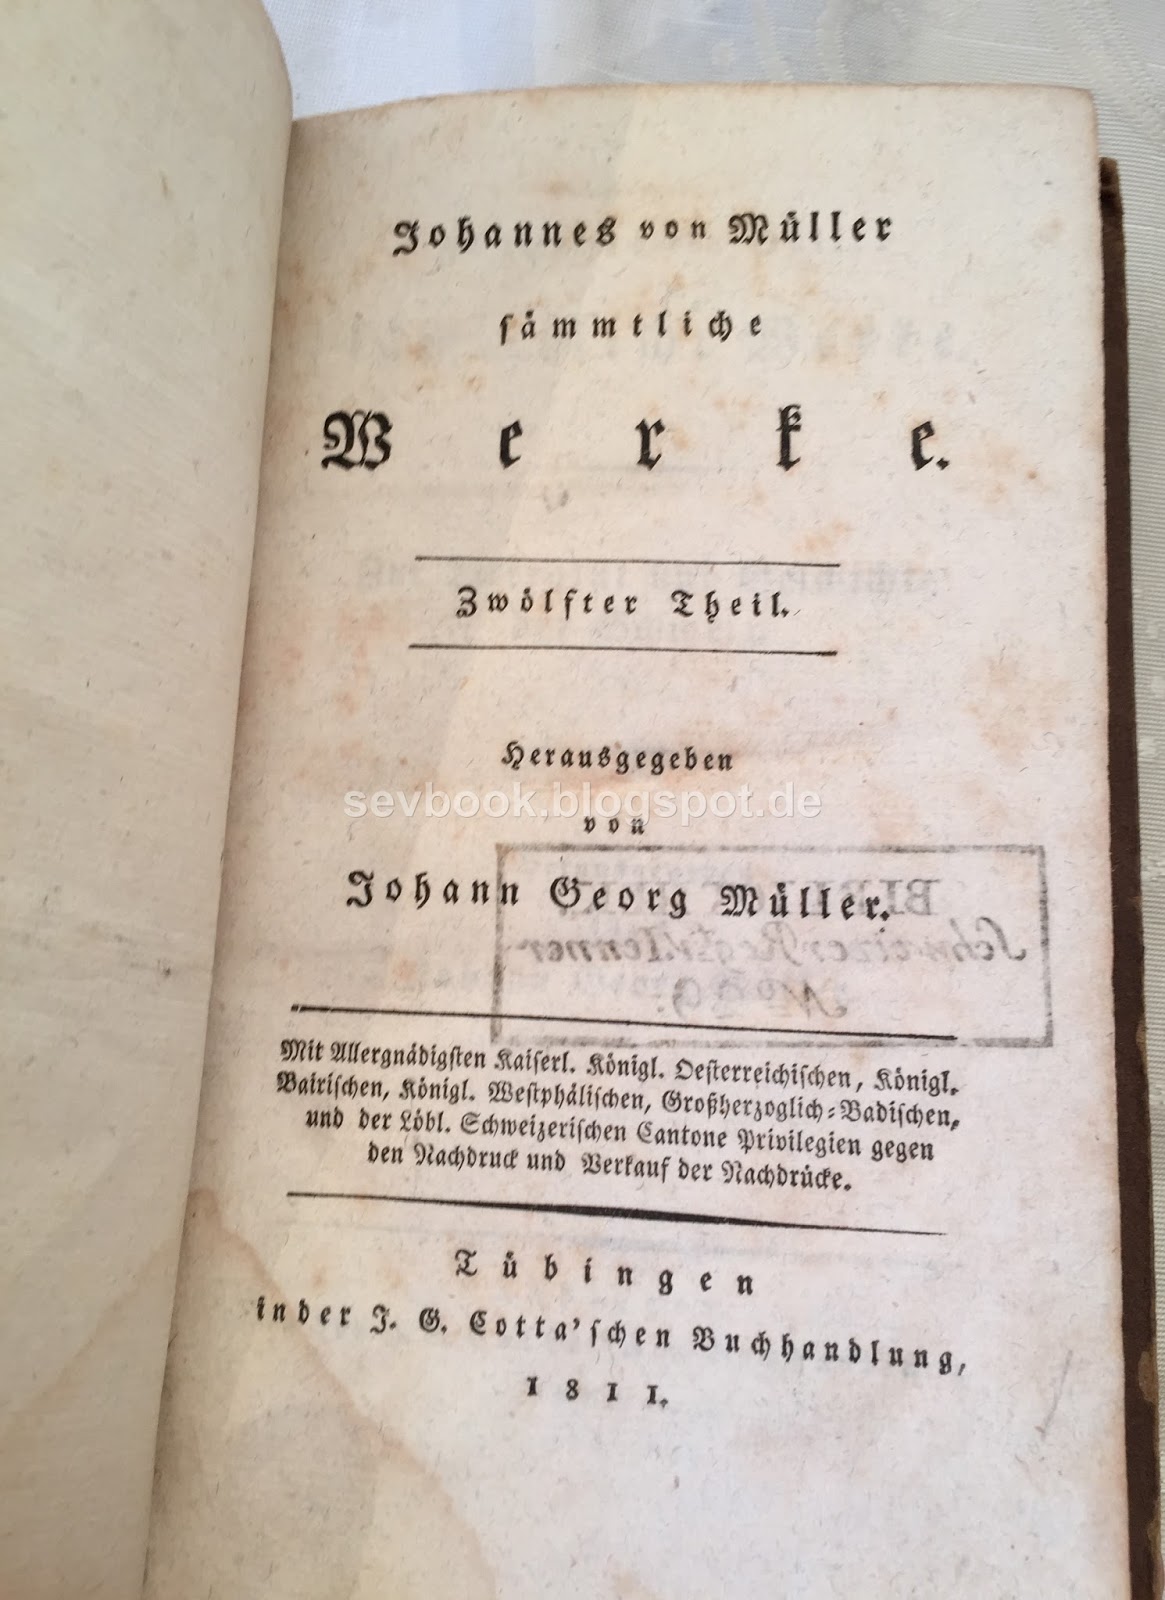 Johannes von Müller
sämmtliche
Werke.
Zwölfter Theil.
Herausgegeben
sevbook.blogspot.de
von
Johann Georg Müller.
Schweizer
Mit Allergnädigsten Kaiserl. Königl. Oesterreichischen, Königl.
Bairischen, Königl. Westphälischen, Großherzoglich-Badischen,
und der Löbl. Schweizerischen Cantone Privilegien gegen
den Nachdruck und Verkauf der Nachdrücke.
Tübingen
in der J. G. Cotta'schen Buchhandlung,
1811.